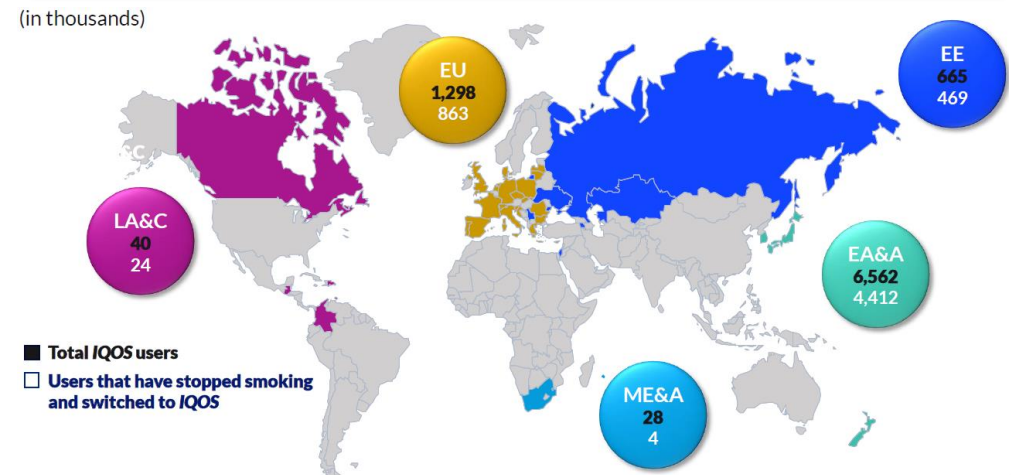 (in thousands)
EU
1,298
863
EE
665
469
LA&C
40
24
EA&A
6,562
4,412
ME&A
28
4
Total IQOS users
Users that have stopped smoking
and switched to IQOS